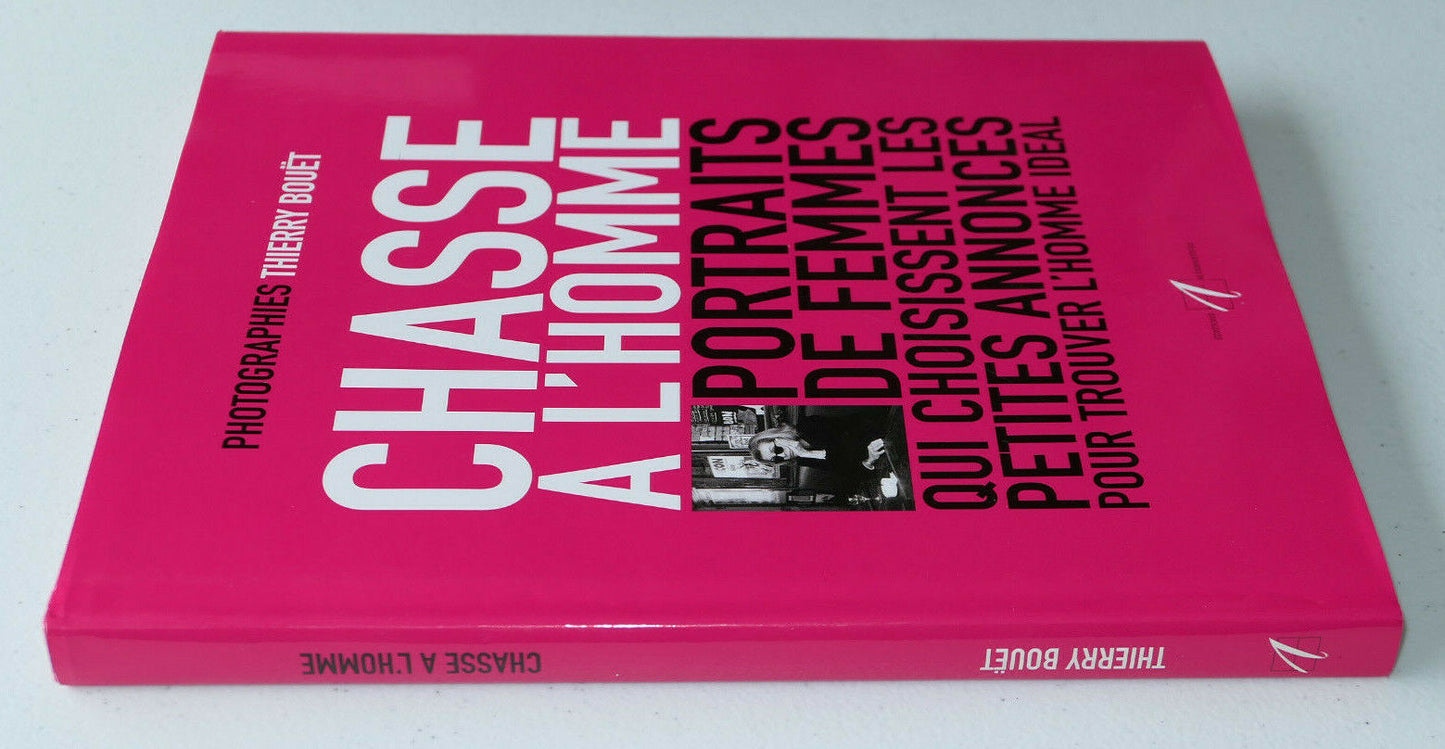 PHOTOGRAPHIES THIERRY BOUËT
CHASSE
A L'HOMME
PORTRAITS
DE FEMMES
QUI CHOISISSENT LES
PETITES ANNONCES
POUR TROUVER L'HOMME IDEAL
CHASSE A L'HOMME
THIERRY BOUËT